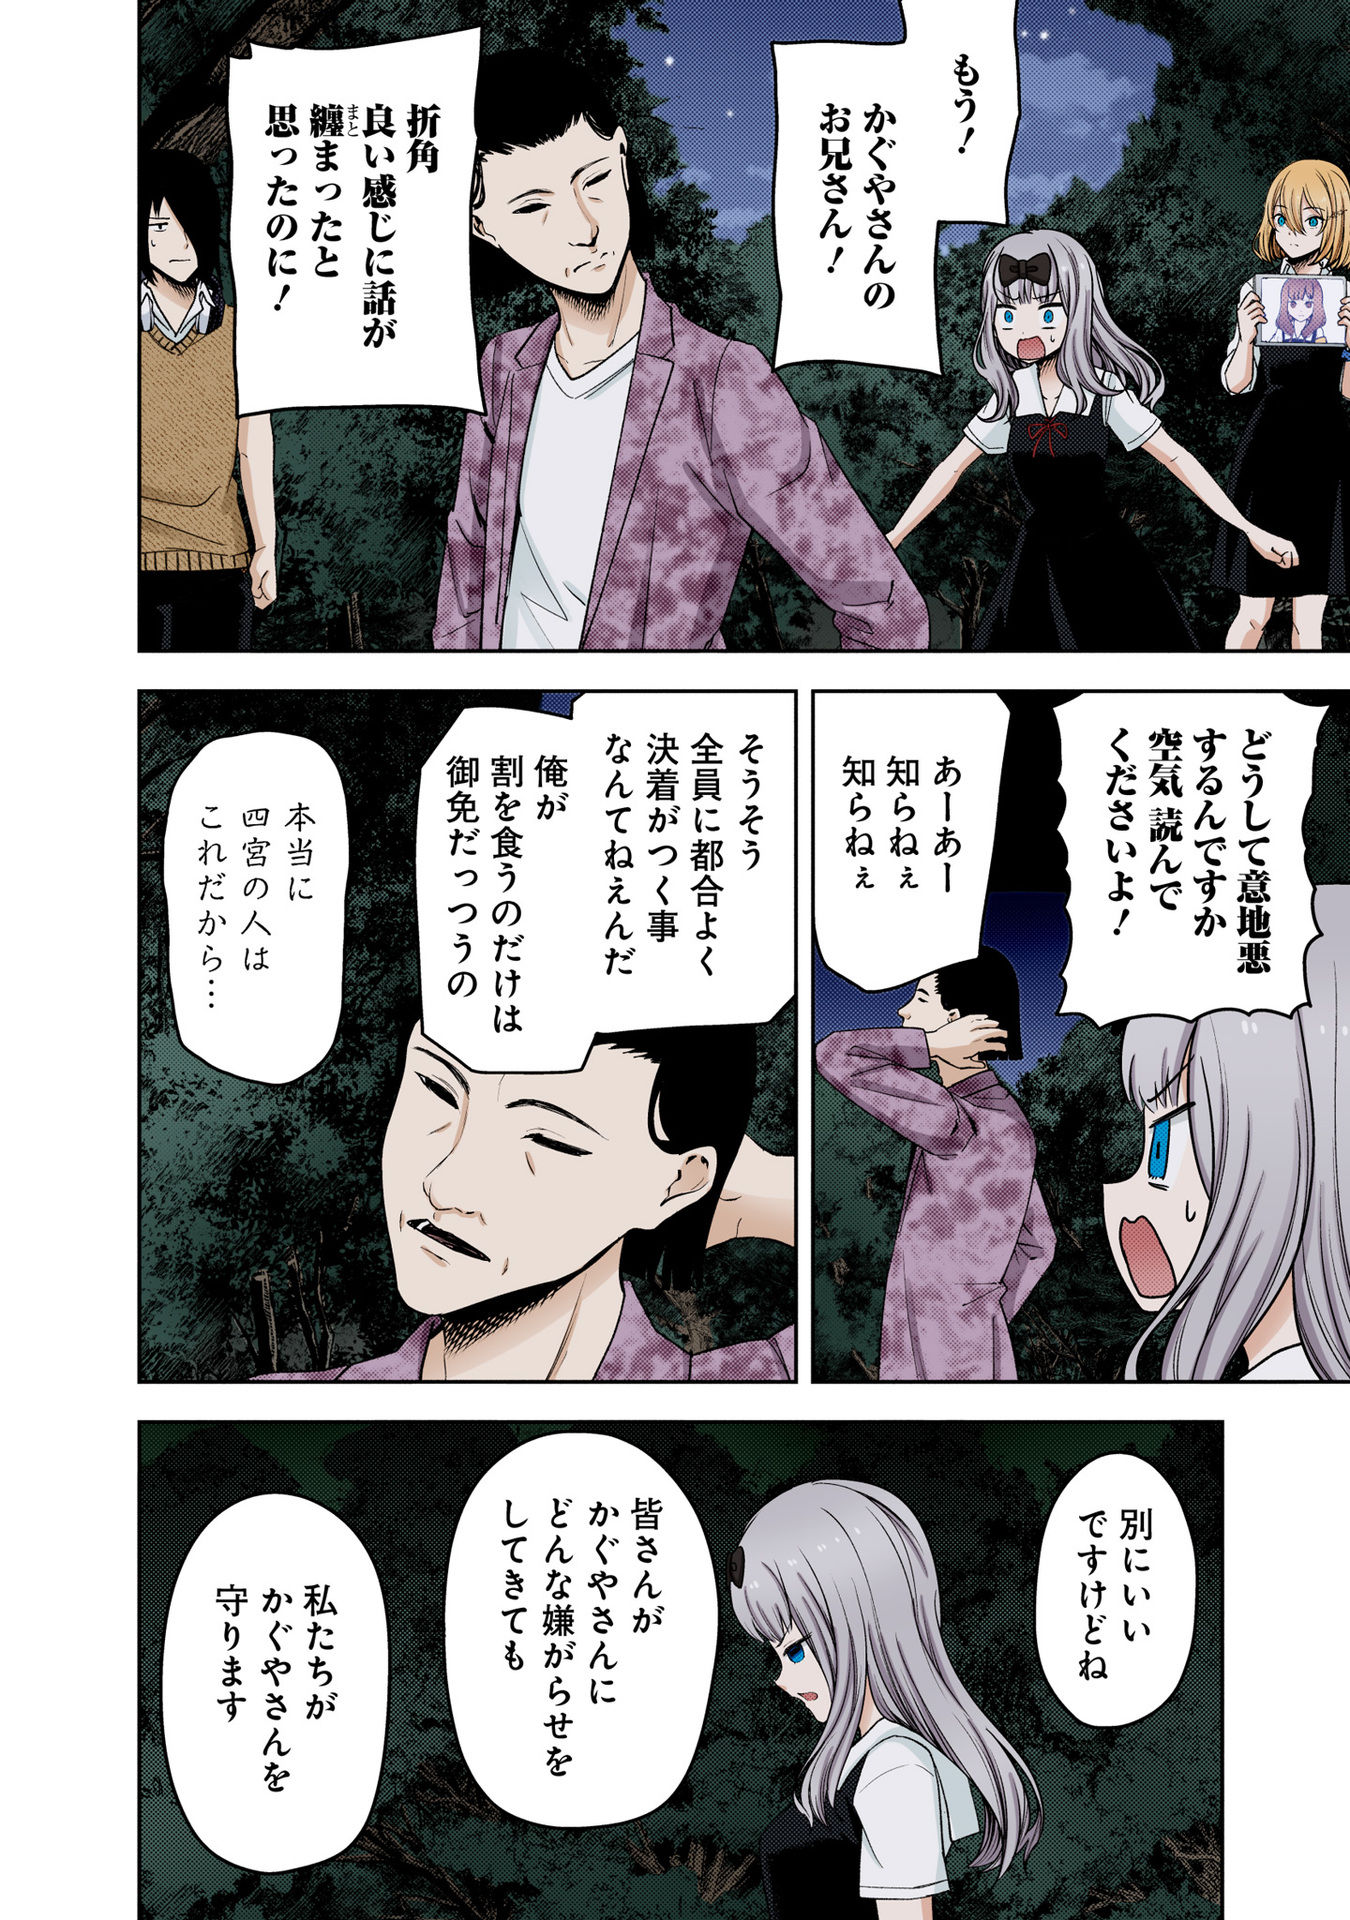 もう！
かぐやさんの
お兄さん！
折角
良い感じに話が
纏まったと
まと
思ったのに！
どうして意地悪
するんですか
空気 読んで
くださいよ！
あーあー
知らねぇ
知らねぇ
そうそう
全員に都合よく
決着がつく事
なんてねえんだ
俺が
割を食うのだけは
御免だっつうの
本当に
四宮の人は
これだから…
別にいい
ですけどね
皆さんが
かぐやさんに
どんな嫌がらせを
してきても
私たちが
かぐやさんを
守ります